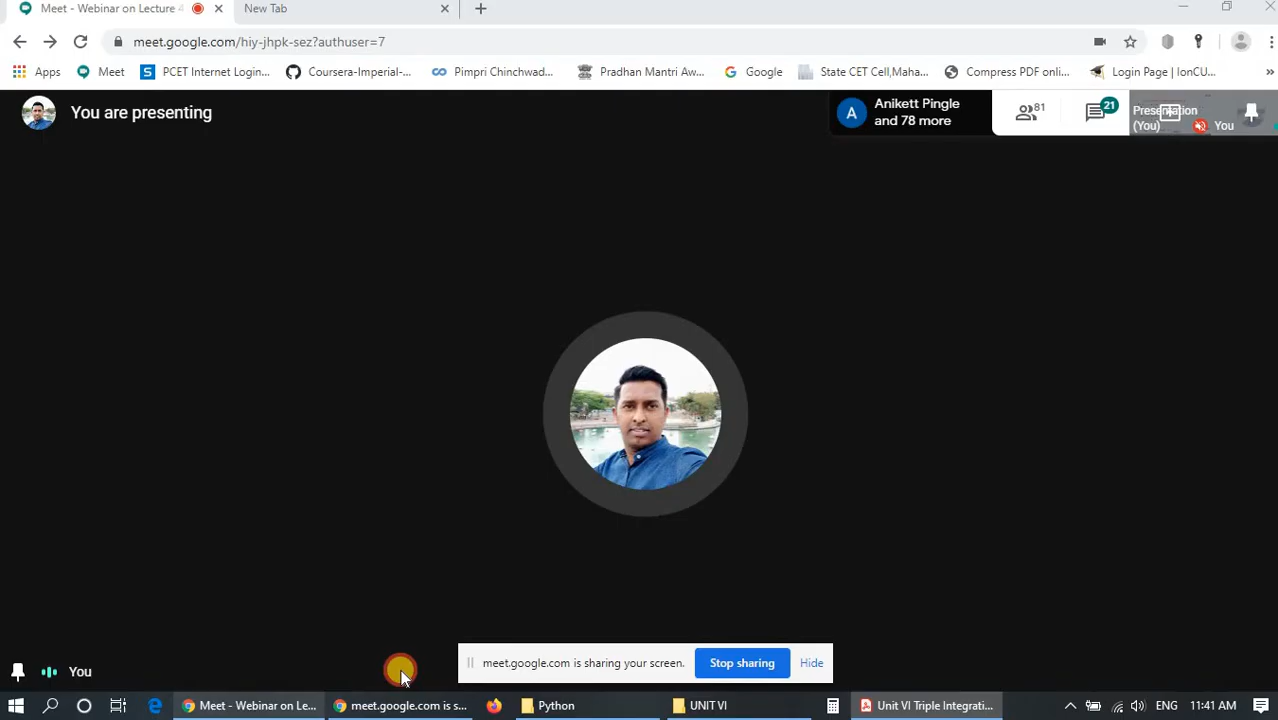 Meet - Webinar on Lecture 4
New Tab
meet.google.com/hiy-jhpk-sez?authuser=7
Apps
Meet
S
PCET Internet Login...
Coursera-Imperial-...
Pimpri Chinchwad...
Pradhan Mantri Aw...
Google
State CET Cell,Maha...
Compress PDF onli...
Login Page | IonCU...
»
You are presenting
A
Anikett Pingle
and 78 more
81
21
Presentation
(You)
You
You
meet.google.com is sharing your screen.
Stop sharing
Hide
Meet - Webinar on Le...
meet.google.com is s...
Python
UNIT VI
Unit VI Triple Integrati...
ENG
11:41 AM